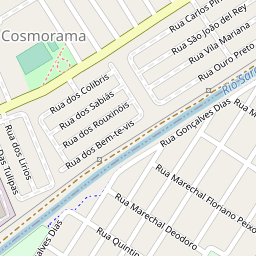 Cosmorama
Rua Carlos
Rua São João del Rey
Rua Vila Mariana
Rua Ouro Preto
Rua dos Colibris
Rua dos Sabiás
Rua dos Rouxinóis
Rua dos Bem-te-vis
Rua dos Lírios
Das Tulipas
Rio Sar
Rua Gonçalves Dias
Rua Marechal Floriano Peixo
Rua Marechal Deodoro
Rua Quintin
alves Dias